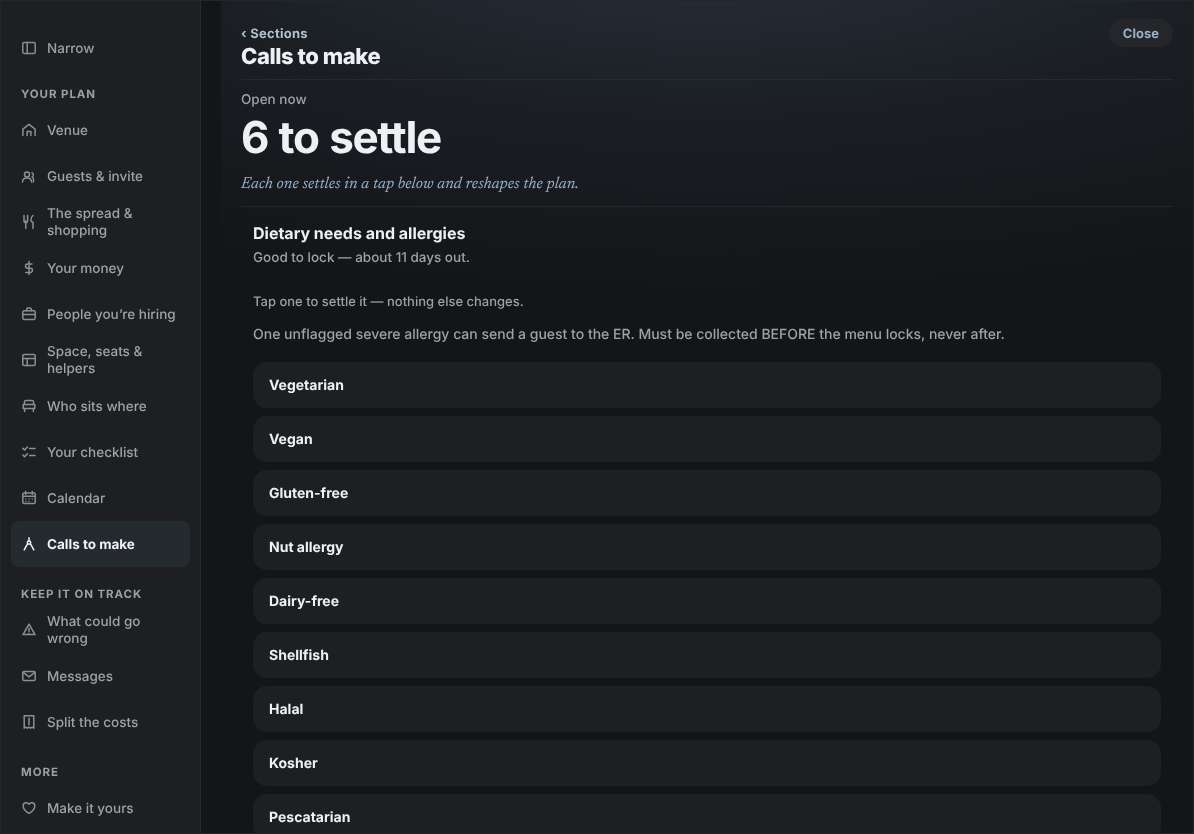 Narrow
YOUR PLAN
Venue
Guests & invite
The spread &
shopping
Your money
People you’re hiring
Space, seats &
helpers
Who sits where
Your checklist
Calendar
Calls to make
KEEP IT ON TRACK
What could go
wrong
Messages
Split the costs
MORE
Make it yours
‹ Sections
Calls to make
Close
Open now
6 to settle
Each one settles in a tap below and reshapes the plan.
Dietary needs and allergies
Good to lock — about 11 days out.
Tap one to settle it — nothing else changes.
One unflagged severe allergy can send a guest to the ER. Must be collected BEFORE the menu locks, never after.
Vegetarian
Vegan
Gluten-free
Nut allergy
Dairy-free
Shellfish
Halal
Kosher
Pescatarian